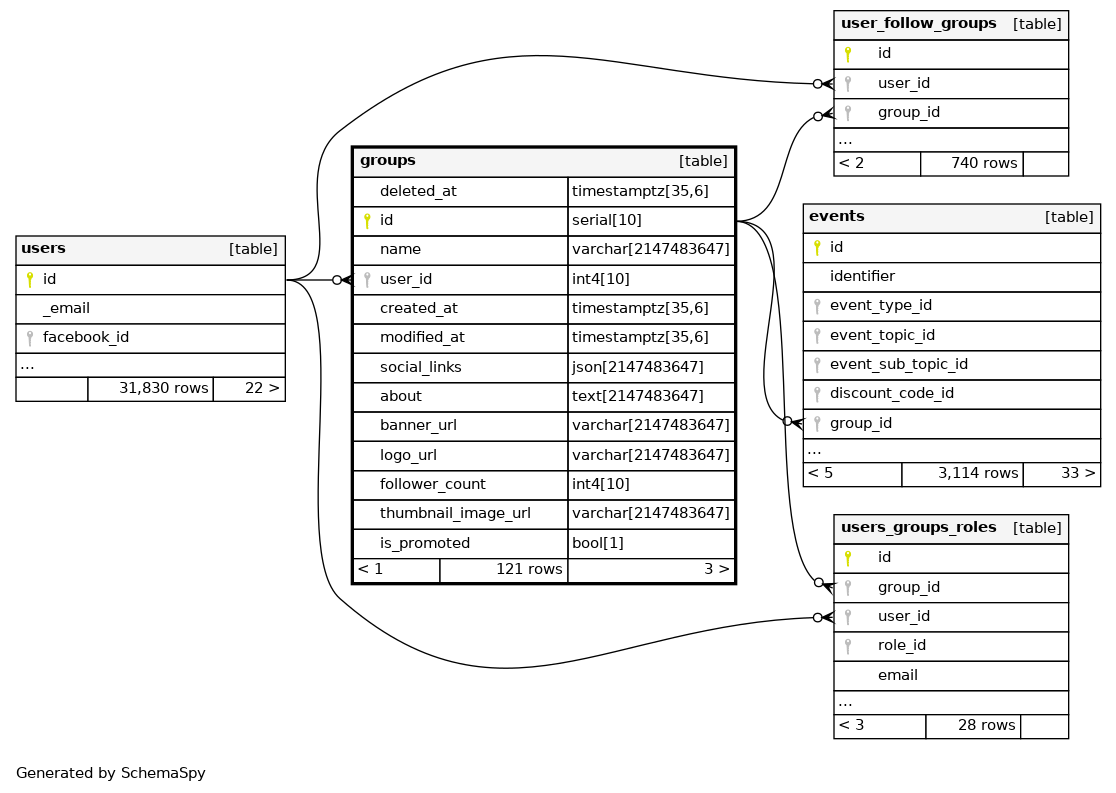 user_follow_groups [table]
id
user_id
group_id
...
< 2 740 rows
groups [table]
deleted_at timestamptz[35,6]
id serial[10]
name varchar[2147483647]
user_id int4[10]
created_at timestamptz[35,6]
modified_at timestamptz[35,6]
social_links json[2147483647]
about text[2147483647]
banner_url varchar[2147483647]
logo_url varchar[2147483647]
follower_count int4[10]
thumbnail_image_url varchar[2147483647]
is_promoted bool[1]
< 1 121 rows 3 >
users [table]
id
_email
facebook_id
...
31,830 rows 22 >
events [table]
id
identifier
event_type_id
event_topic_id
event_sub_topic_id
discount_code_id
group_id
...
< 5 3,114 rows 33 >
users_groups_roles [table]
id
group_id
user_id
role_id
email
...
< 3 28 rows
Generated by SchemaSpy